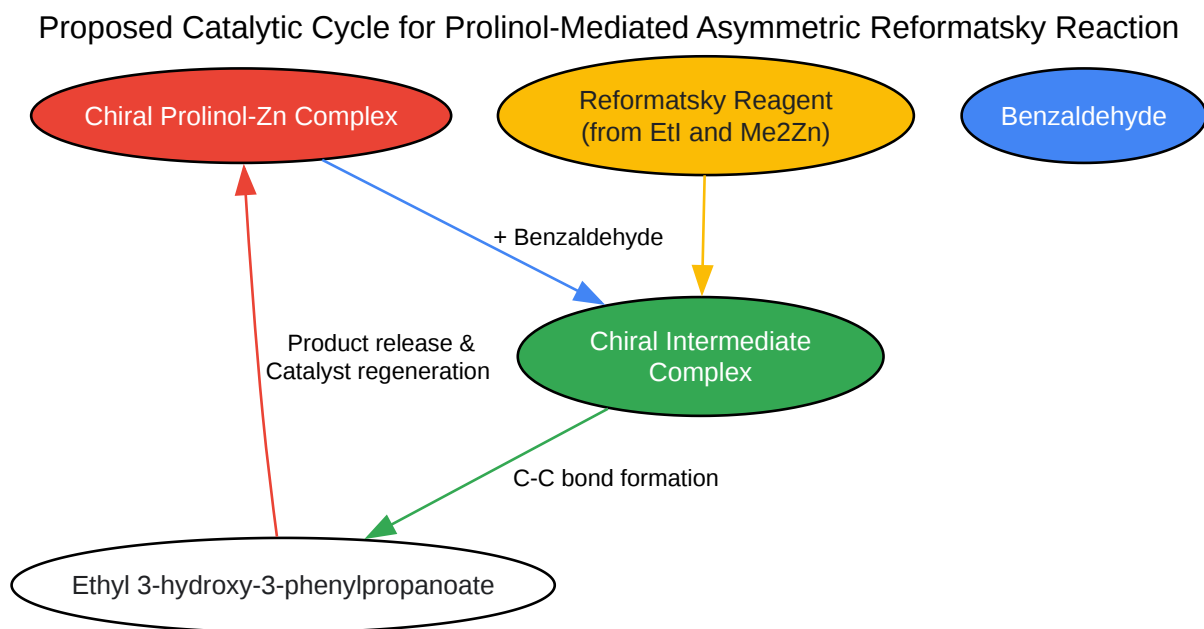 Proposed Catalytic Cycle for Prolinol-Mediated Asymmetric Reformatsky Reaction
Chiral Prolinol-Zn Complex
Reformatsky Reagent
(from EtI and Me2Zn)
Benzaldehyde
+ Benzaldehyde
Product release &
Catalyst regeneration
Chiral Intermediate
Complex
C-C bond formation
Ethyl 3-hydroxy-3-phenylpropanoate